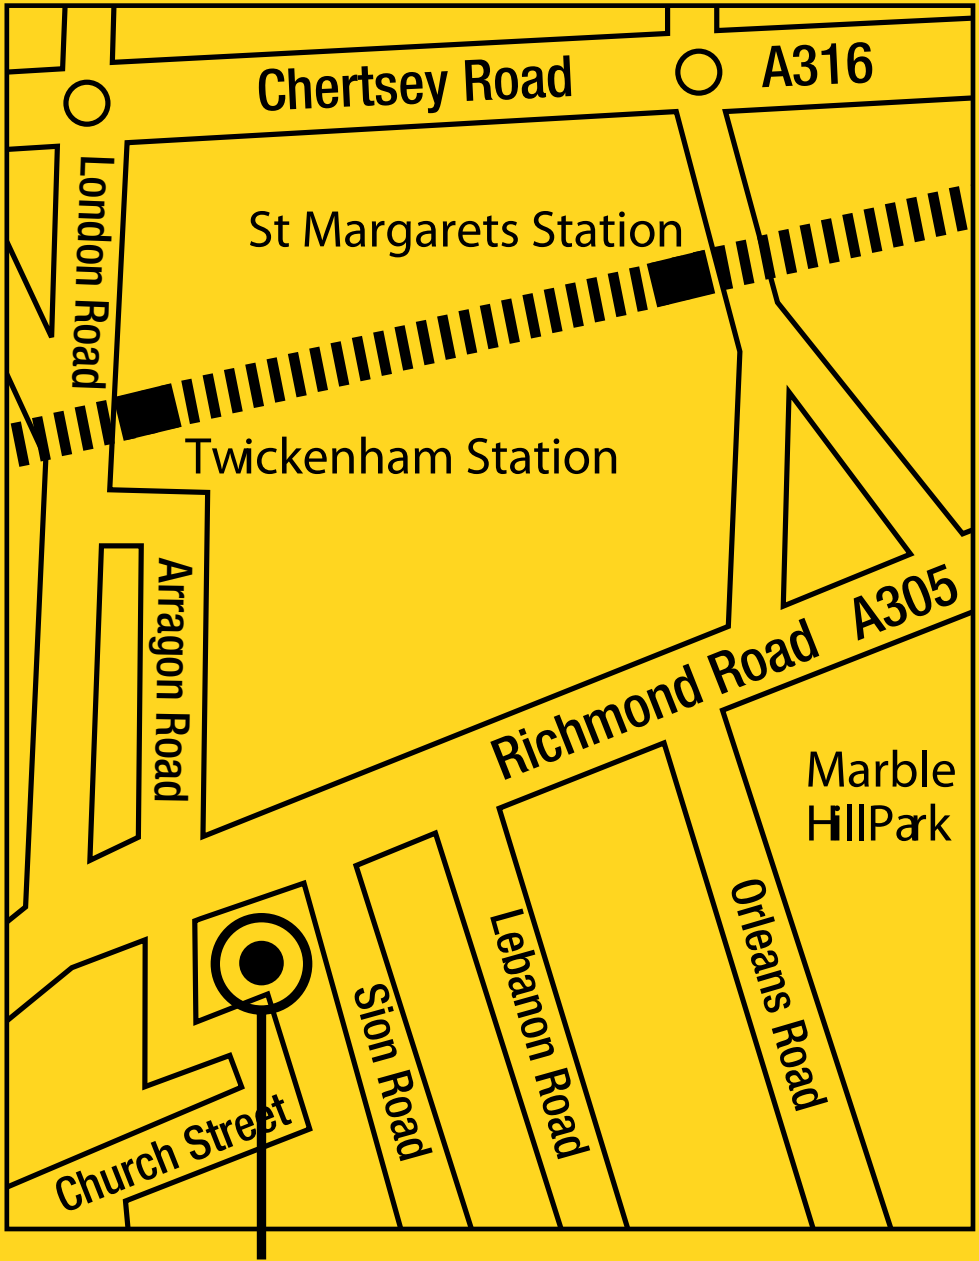 Chertsey Road
A316
London Road
St Margarets Station
Twickenham Station
Arragon Road
Richmond Road A305
Marble
HillPark
Orleans Road
Lebanon Road
Sion Road
Church Street